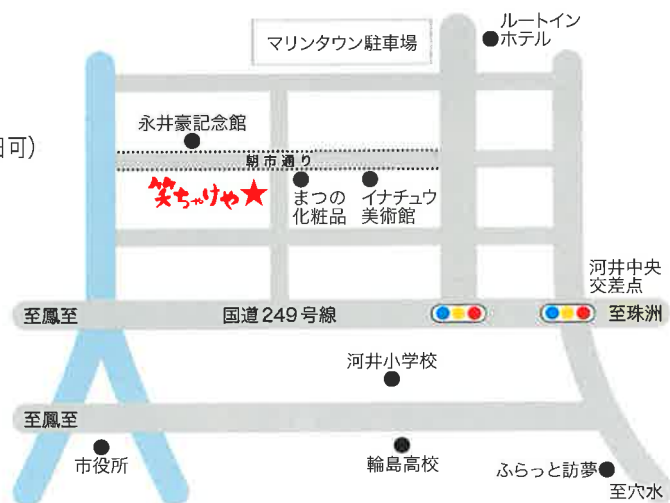 ルートイン
ホテル
マリンタウン駐車場
永井豪記念館
可)
朝市通り
笑ちゃけや★
まつの
化粧品
イナチュウ
美術館
河井中央
交差点
至鳳至
国道249号線
至珠洲
河井小学校
至鳳至
市役所
輪島高校
ふらっと訪夢
至穴水